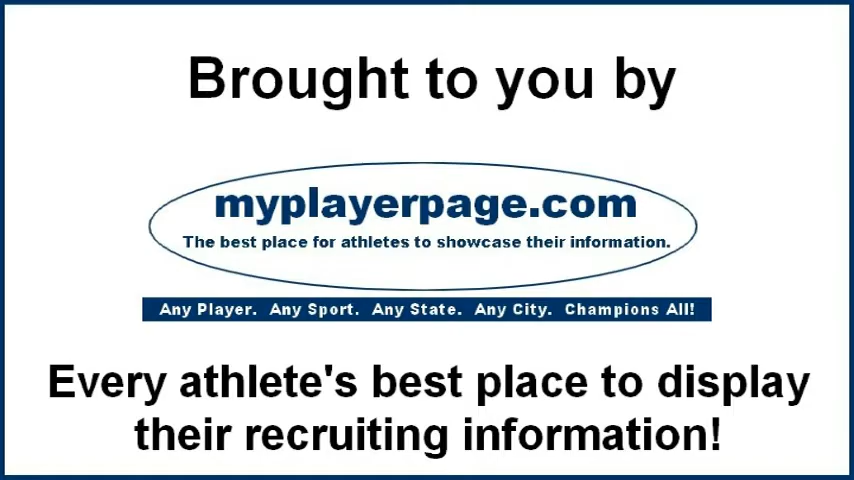 Brought to you by
myplayerpage.com
The best place for athletes to showcase their information.
Any Player. Any Sport. Any State. Any City. Champions All!
Every athlete's best place to display
their recruiting information!